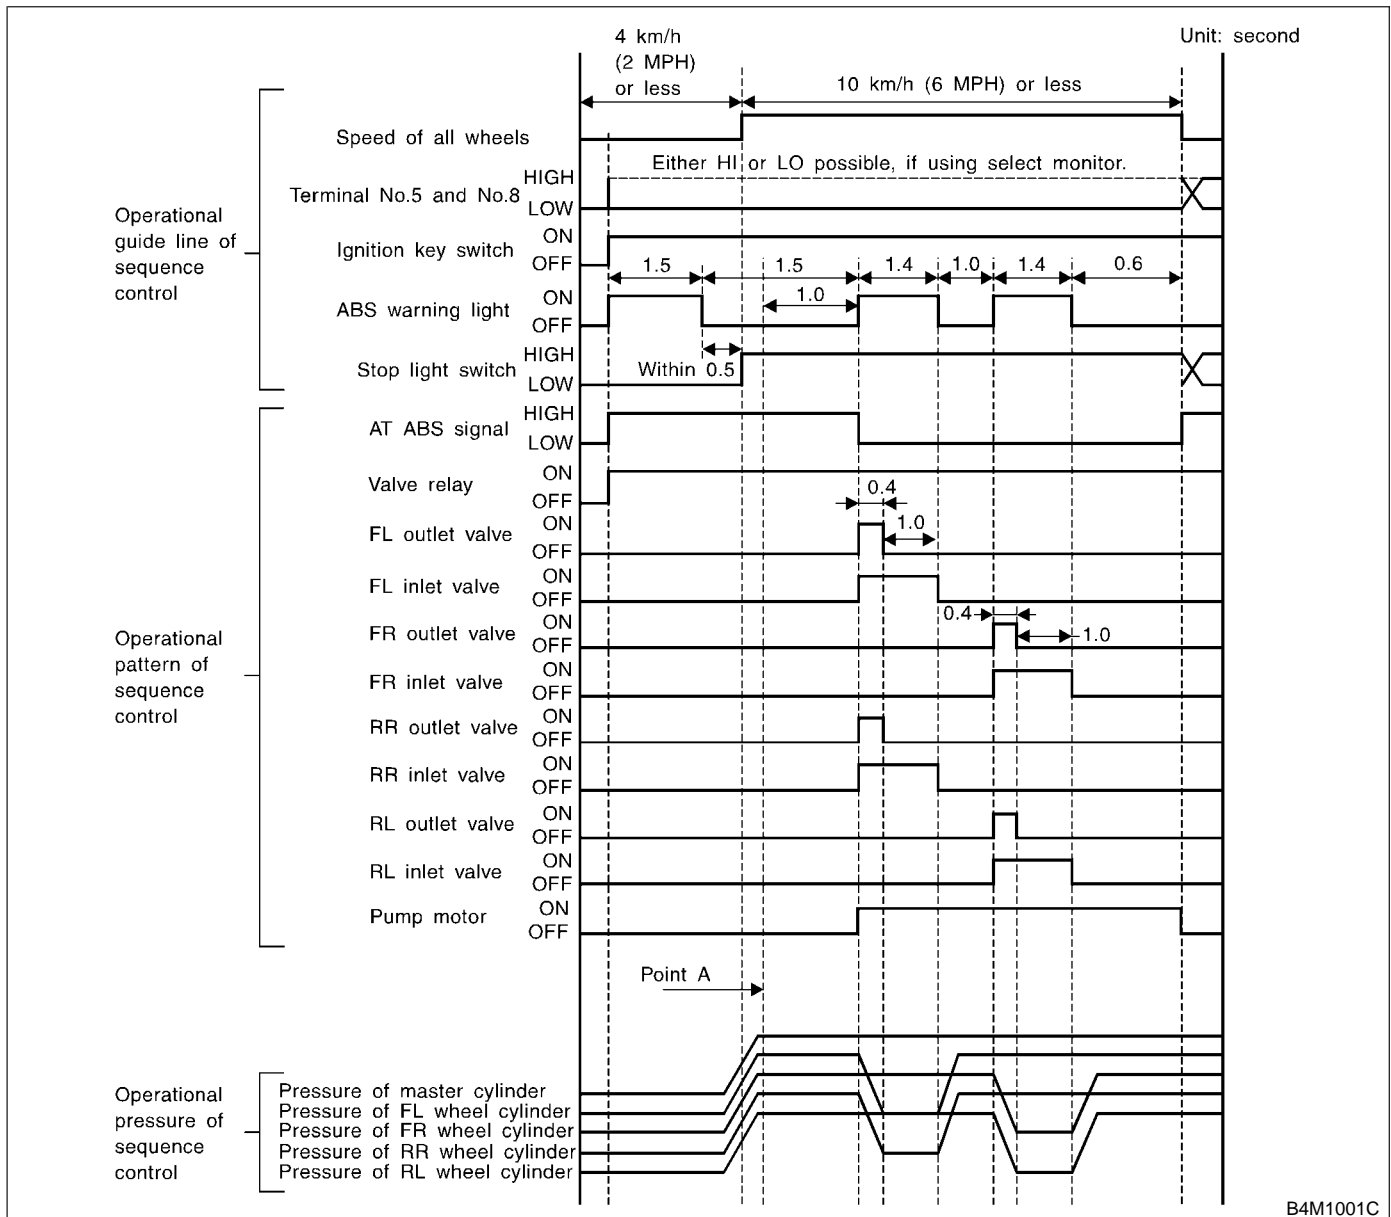 4 km/h
(2 MPH)
or less
Unit: second
10 km/h (6 MPH) or less
Speed of all wheels
Either HI or LO possible, if using select monitor.
HIGH
Terminal No.5 and No.8
LOW
Operational
guide line of
sequence
control
ON
Ignition key switch
OFF
1.5
1.5
1.4
1.0
1.4
0.6
ON
1.0
ABS warning light
OFF
HIGH
Stop light switch
Within 0.5
LOW
HIGH
AT ABS signal
LOW
ON
Valve relay
OFF
0.4
ON
FL outlet valve
1.0
OFF
ON
FL inlet valve
OFF
0.4
Operational
pattern of
sequence
control
ON
FR outlet valve
1.0
OFF
ON
FR inlet valve
OFF
ON
RR outlet valve
OFF
ON
RR inlet valve
OFF
ON
RL outlet valve
OFF
ON
RL inlet valve
OFF
ON
Pump motor
OFF
Point A
Operational
pressure of
sequence
control
Pressure of master cylinder
Pressure of FL wheel cylinder
Pressure of FR wheel cylinder
Pressure of RR wheel cylinder
Pressure of RL wheel cylinder
B4M1001C